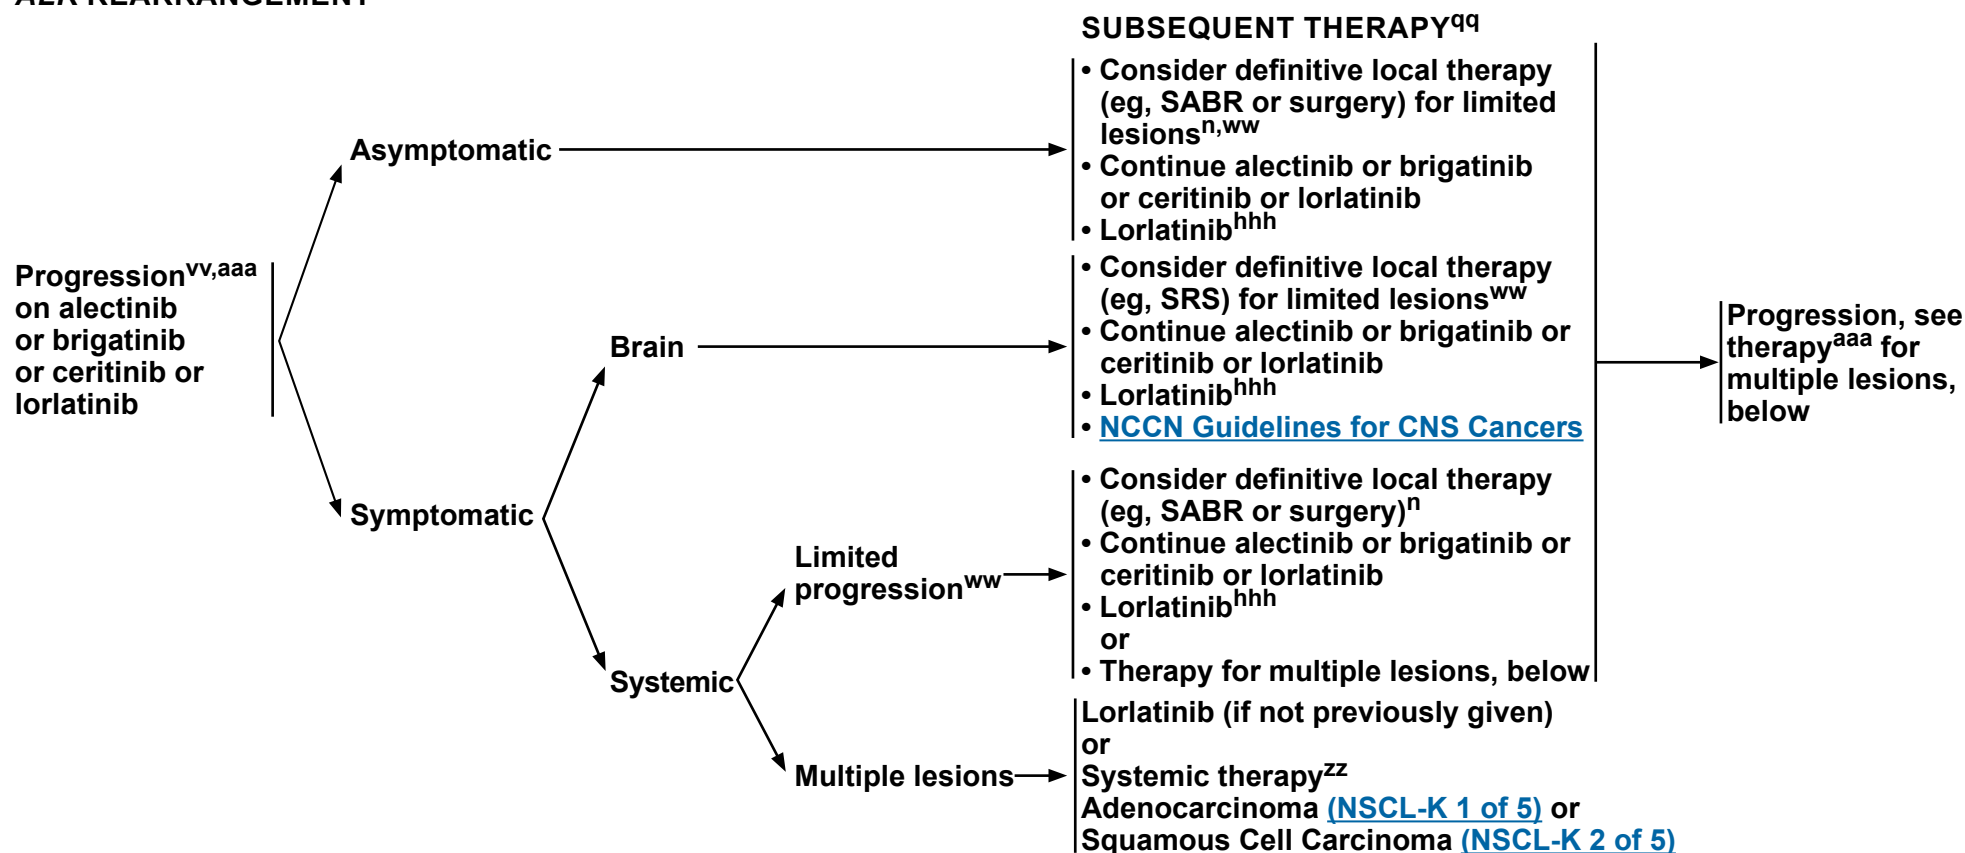 ALK REARRANGEMENT
SUBSEQUENT THERAPYqq
• Consider definitive local therapy
(eg, SABR or surgery) for limited
lesionsn,ww
• Continue alectinib or brigatinib
or ceritinib or lorlatinib
• Lorlatinibhhh
Asymptomatic
Progressionvv,aaa
on alectinib
or brigatinib
or ceritinib or
lorlatinib
Brain
• Consider definitive local therapy
(eg, SRS) for limited lesionsww
• Continue alectinib or brigatinib or
ceritinib or lorlatinib
• Lorlatinibhhh
• NCCN Guidelines for CNS Cancers
Progression, see
therapyaaa for
multiple lesions,
below
Symptomatic
Limited
progressionww
• Consider definitive local therapy
(eg, SABR or surgery)n
• Continue alectinib or brigatinib or
ceritinib or lorlatinib
• Lorlatinibhhh
or
• Therapy for multiple lesions, below
Systemic
Multiple lesions
Lorlatinib (if not previously given)
or
Systemic therapyzz
Adenocarcinoma (NSCL-K 1 of 5) or
Squamous Cell Carcinoma (NSCL-K 2 of 5)